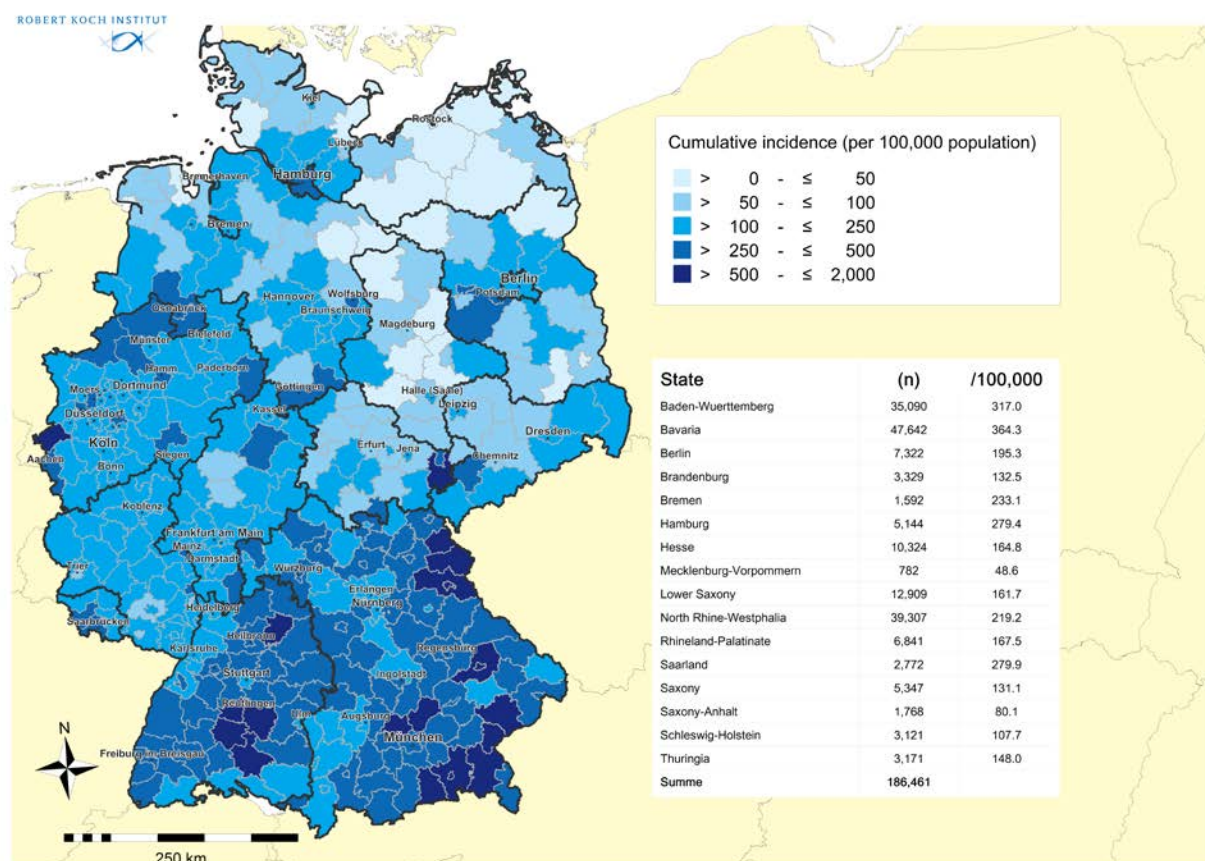 ROBERT KOCH INSTITUT
Kiel
Rostock
Lübeck
Bremerhaven
Hamburg
Bremen
Berlin
Potsdam
Wolfsburg
Hannover
Braunschweig
Osnabrück
Magdeburg
Münster
Bielefeld
Hamm
Paderborn
Göttingen
Moers
Dortmund
Halle (Saale)
Leipzig
Düsseldorf
Kassel
Köln
Dresden
Erfurt
Jena
Aachen
Siegen
Chemnitz
Bonn
Koblenz
Frankfurt am Main
Mainz
Darmstadt
Trier
Würzburg
Erlangen
Nürnberg
Heidelberg
Saarbrücken
Heilbronn
Karlsruhe
Regensburg
Stuttgart
Ingolstadt
Reutlingen
Ulm
Augsburg
München
Freiburg im Breisgau
N
250 km
Cumulative incidence (per 100,000 population)
> 0 - ≤ 50
> 50 - ≤ 100
> 100 - ≤ 250
> 250 - ≤ 500
> 500 - ≤ 2,000
State (n) /100,000
Baden-Wuerttemberg 35,090 317.0
Bavaria 47,642 364.3
Berlin 7,322 195.3
Brandenburg 3,329 132.5
Bremen 1,592 233.1
Hamburg 5,144 279.4
Hesse 10,324 164.8
Mecklenburg-Vorpommern 782 48.6
Lower Saxony 12,909 161.7
North Rhine-Westphalia 39,307 219.2
Rhineland-Palatinate 6,841 167.5
Saarland 2,772 279.9
Saxony 5,347 131.1
Saxony-Anhalt 1,768 80.1
Schleswig-Holstein 3,121 107.7
Thuringia 3,171 148.0
Summe 186,461